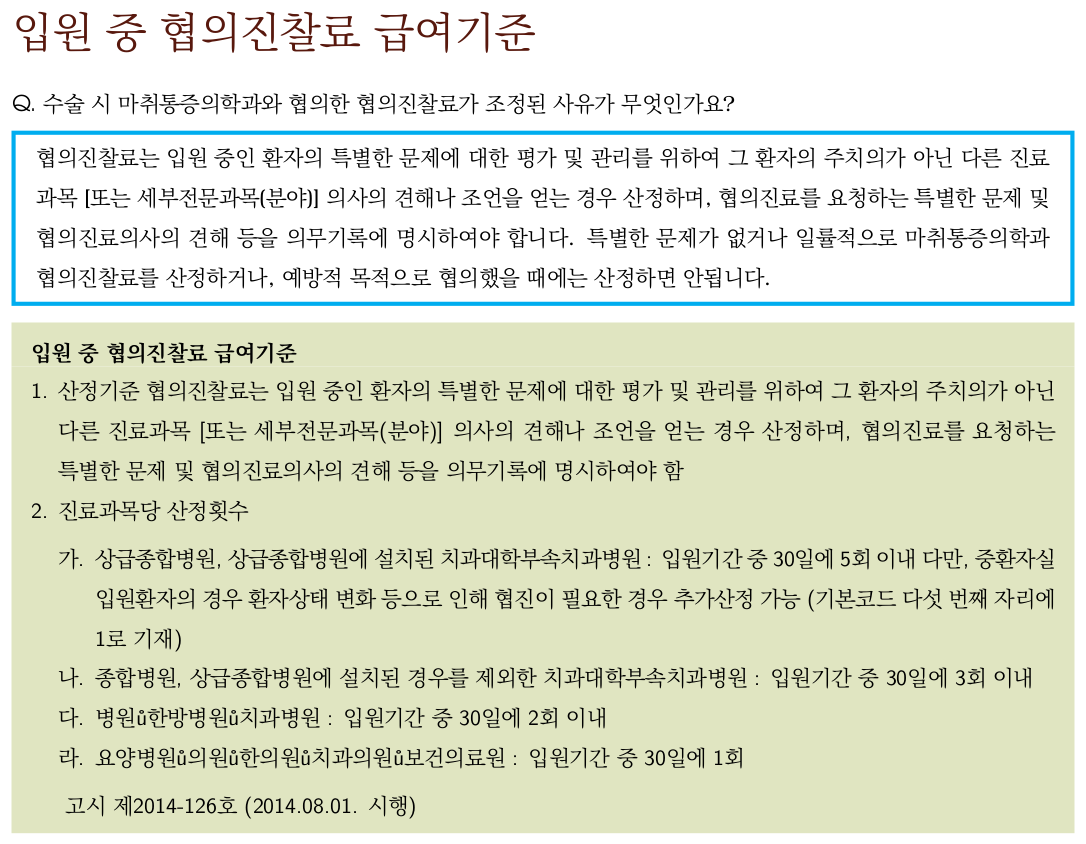 입원 중 협의진찰료 급여기준
Q. 수술 시 마취통증의학과와 협의한 협의진찰료가 조정된 사유가 무엇인가요?
협의진찰료는 입원 중인 환자의 특별한 문제에 대한 평가 및 관리를 위하여 그 환자의 주치의가 아닌 다른 진료
과목 [또는 세부전문과목(분야)] 의사의 견해나 조언을 얻는 경우 산정하며, 협의진료를 요청하는 특별한 문제 및
협의진료의사의 견해 등을 의무기록에 명시하여야 합니다. 특별한 문제가 없거나 일률적으로 마취통증의학과
협의진찰료를 산정하거나, 예방적 목적으로 협의했을 때에는 산정하면 안됩니다.
입원 중 협의진찰료 급여기준
1. 산정기준 협의진찰료는 입원 중인 환자의 특별한 문제에 대한 평가 및 관리를 위하여 그 환자의 주치의가 아닌
다른 진료과목 [또는 세부전문과목(분야)] 의사의 견해나 조언을 얻는 경우 산정하며, 협의진료를 요청하는
특별한 문제 및 협의진료의사의 견해 등을 의무기록에 명시하여야 함
2. 진료과목당 산정횟수
가. 상급종합병원, 상급종합병원에 설치된 치과대학부속치과병원 : 입원기간 중 30일에 5회 이내 다만, 중환자실
입원환자의 경우 환자상태 변화 등으로 인해 협진이 필요한 경우 추가산정 가능 (기본코드 다섯 번째 자리에
1로 기재)
나. 종합병원, 상급종합병원에 설치된 경우를 제외한 치과대학부속치과병원 : 입원기간 중 30일에 3회 이내
다. 병원ů한방병원ů치과병원 : 입원기간 중 30일에 2회 이내
라. 요양병원ů의원ů한의원ů치과의원ů보건의료원 : 입원기간 중 30일에 1회
고시 제2014-126호 (2014.08.01. 시행)